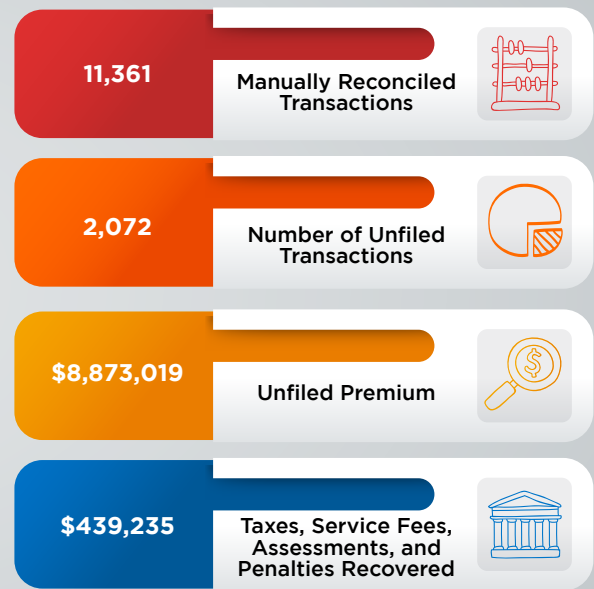 11,361
Manually Reconciled
Transactions
2,072
Number of Unfiled
Transactions
$8,873,019
Unfiled Premium
$
$439,235
Taxes, Service Fees,
Assessments, and
Penalties Recovered